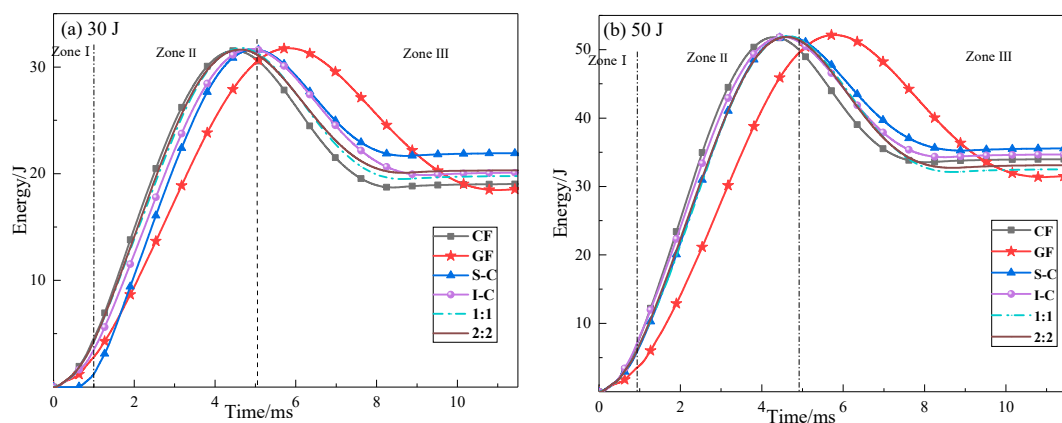 (a) 30 J
Zone I
Zone II
Zone III
30
20
10
Energy/J
CF
GF
S-C
I-C
1:1
2:2
0
2
4
6
8
10
Time/ms
(b) 50 J
Zone I
Zone II
Zone III
50
40
30
20
10
Energy/J
CF
GF
S-C
I-C
1:1
2:2
0
2
4
6
8
10
Time/ms